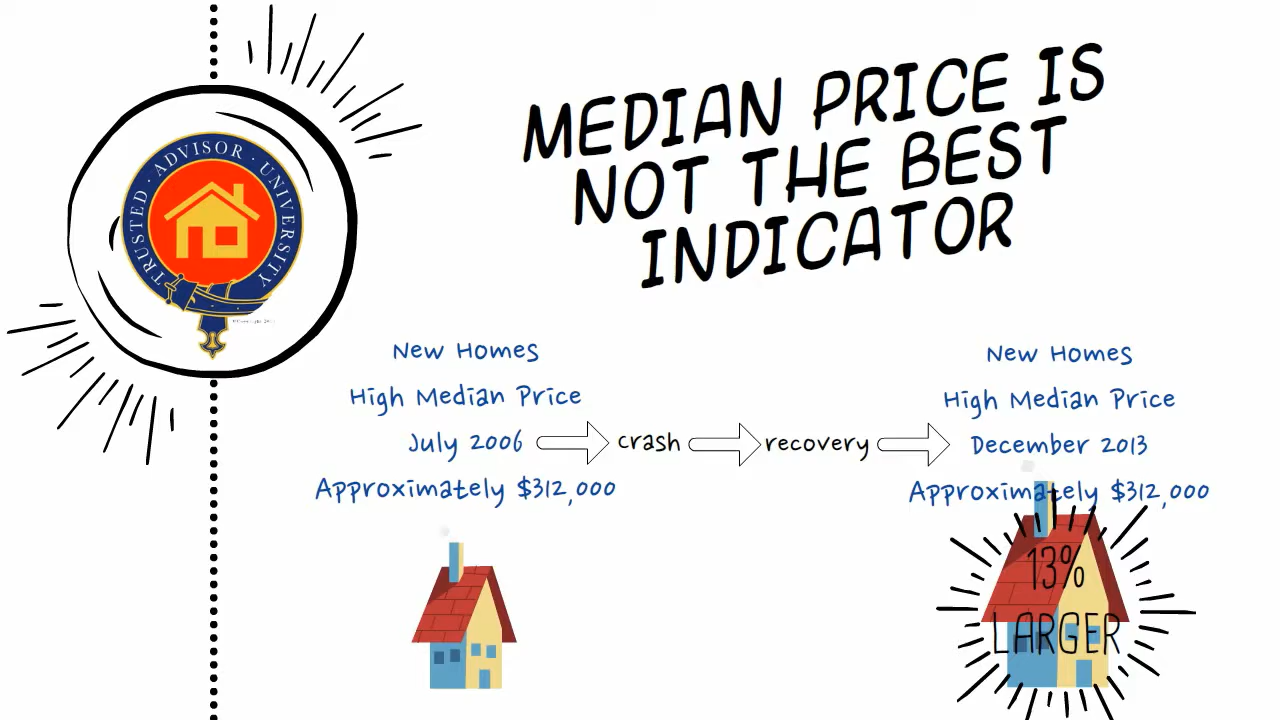 MEDIAN PRICE IS
NOT THE BEST
INDICATOR
TRUSTED · ADVISOR · UNIVERSITY
New Homes
High Median Price
July 2006
Approximately $312,000
crash
recovery
New Homes
High Median Price
December 2013
Approximately $312,000
13%
LARGER